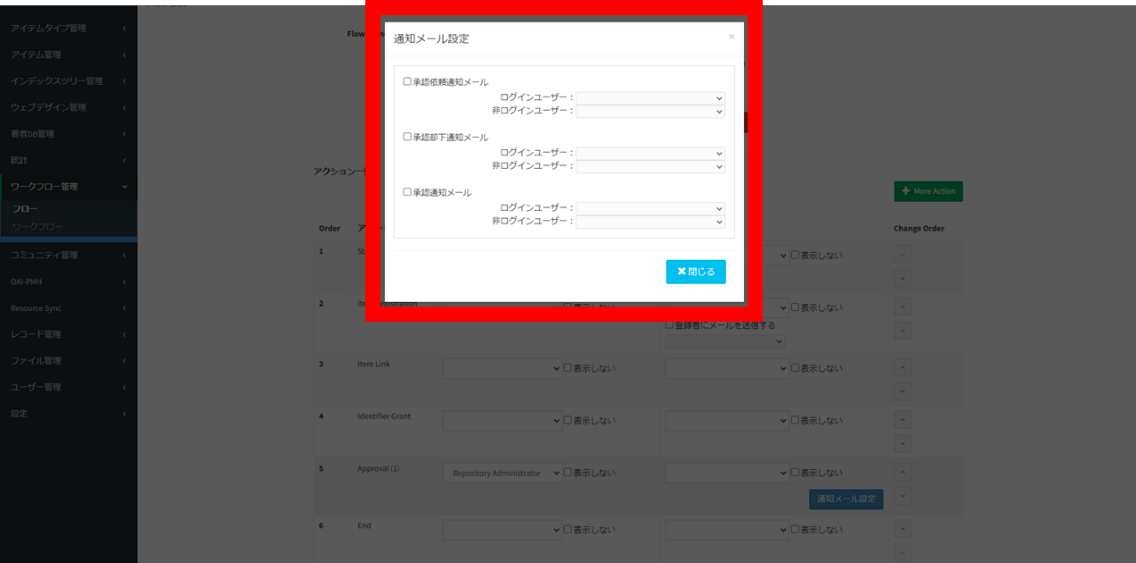 アイテムタイプ管理
アイテム管理
インデックスツリー管理
ウェブデザイン管理
著者DB管理
統計
ワークフロー管理
フロー
ワークフロー
コミュニティ管理
OAI-PMH
Resource Sync
レコード管理
ファイル管理
ユーザー管理
設定
通知メール設定 ×
承認依頼通知メール
ログインユーザー：
非ログインユーザー：
承認却下通知メール
ログインユーザー：
非ログインユーザー：
承認通知メール
ログインユーザー：
非ログインユーザー：
閉じる
More Action
Order Change Order
1 表示しない
2 表示しない
登録者にメールを送信する
3 Item Link 表示しない 表示しない
4 Identifier Grant 表示しない 表示しない
5 Approval (1) Repository Administrator 表示しない 表示しない
通知メール設定
6 End 表示しない 表示しない